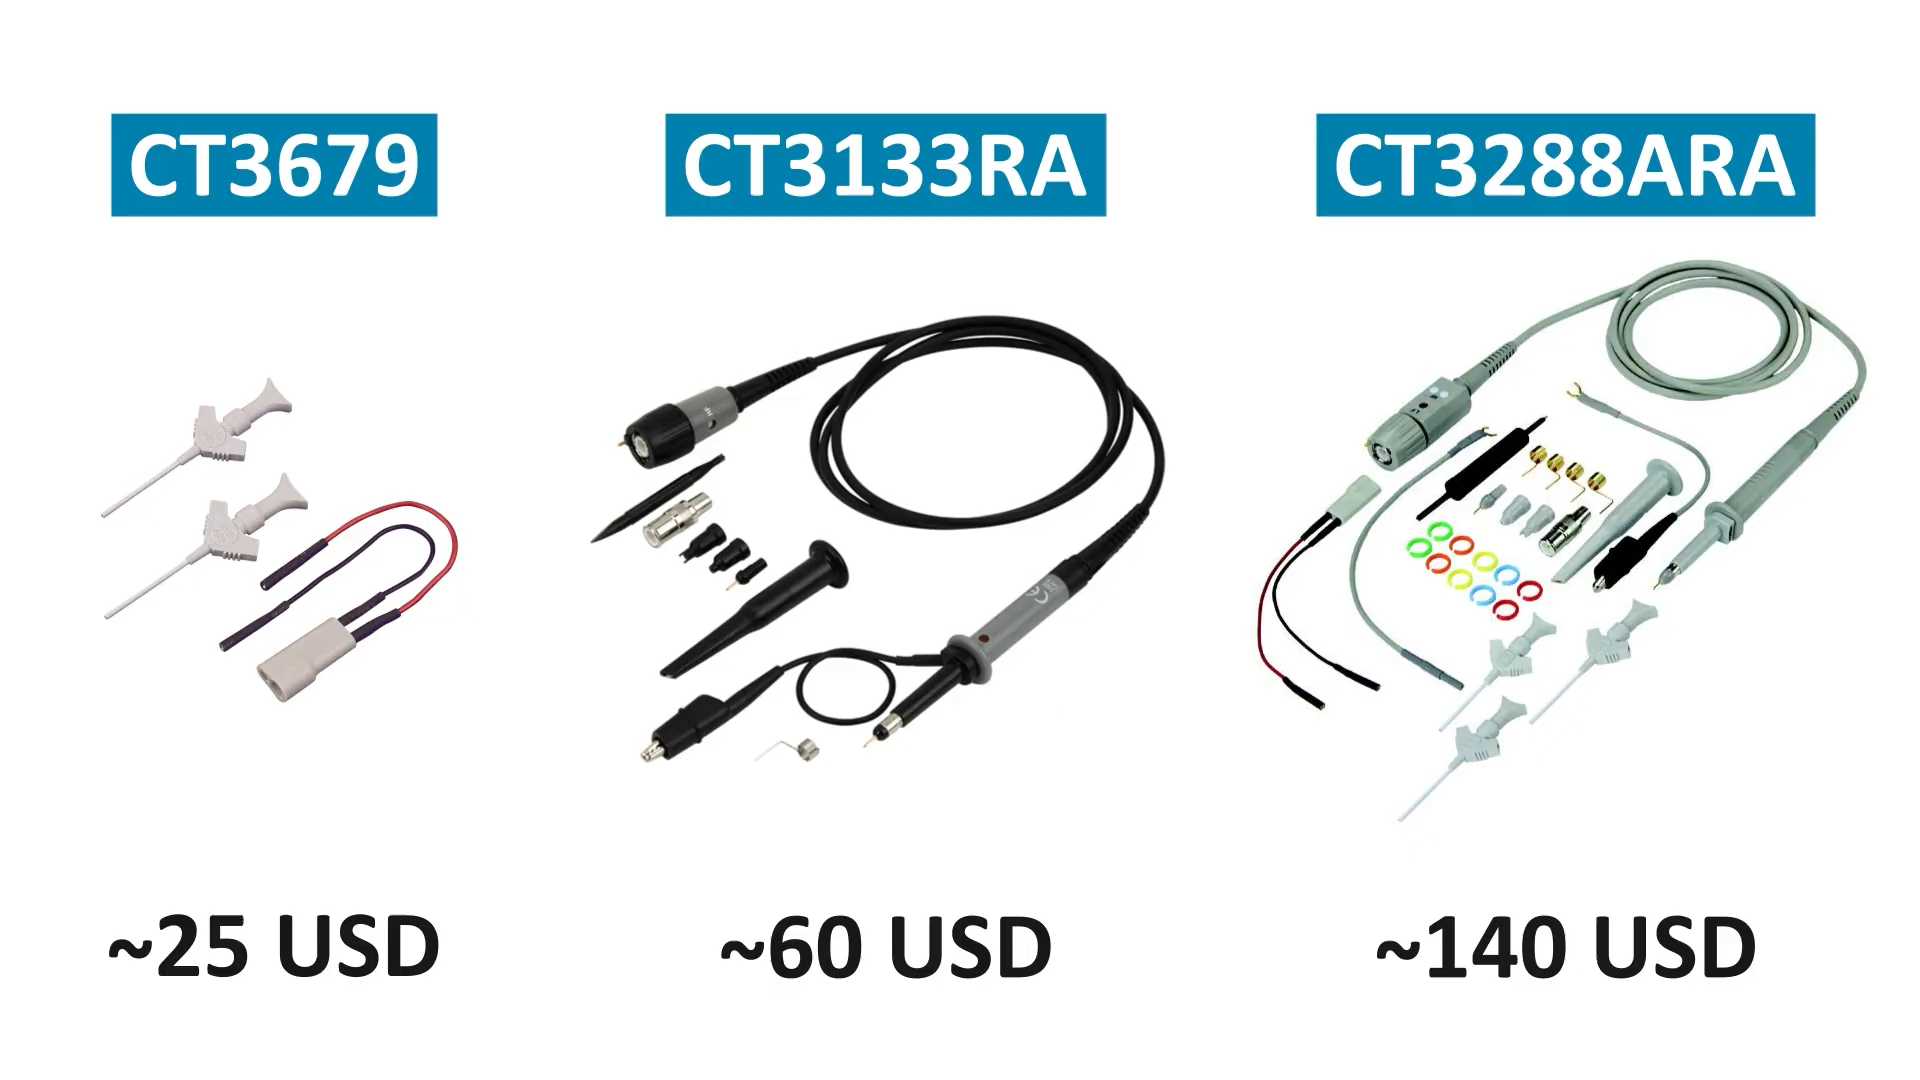 CT3679
CT3133RA
CT3288ARA
~25 USD
~60 USD
~140 USD